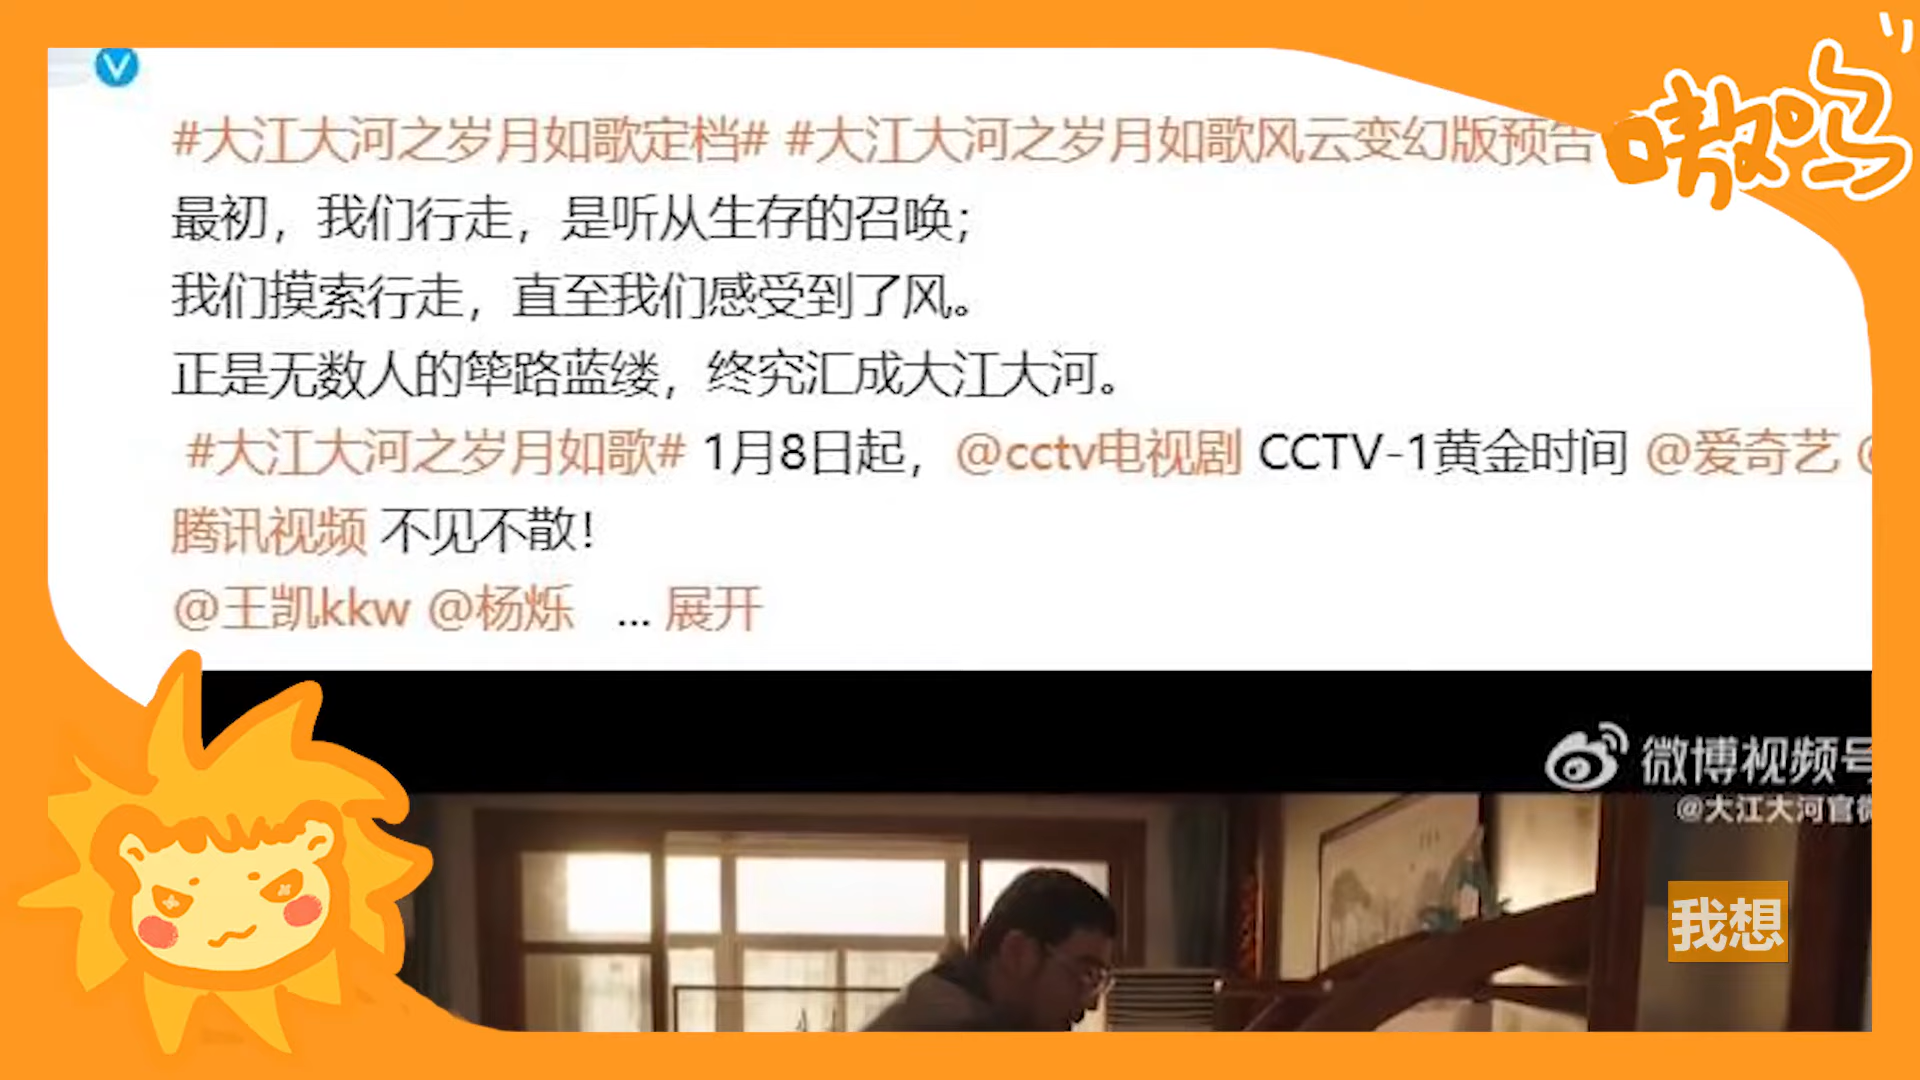 #大江大河之岁月如歌定档# #大江大河之岁月如歌风云变幻版预告
嗷呜
最初，我们行走，是听从生存的召唤；
我们摸索行走，直至我们感受到了风。
正是无数人的筚路蓝缕，终究汇成大江大河。
#大江大河之岁月如歌# 1月8日起，@cctv电视剧 CCTV-1黄金时间 @爱奇艺 @
腾讯视频 不见不散！
@王凯kkw @杨烁 ... 展开
微博视频号
@大江大河官微
我想